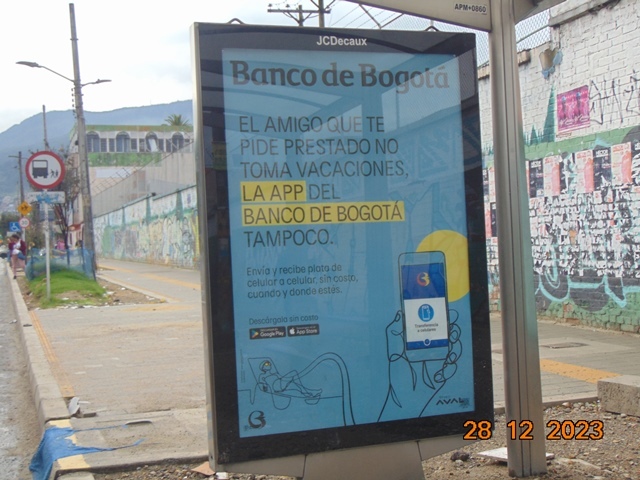 APM+0860
JCDecaux
Banco de Bogotá
EL AMIGO QUE TE
PIDE PRESTADO NO
TOMA VACACIONES,
LA APP DEL
BANCO DE BOGOTÁ
TAMPOCO.
Envía y recibe plata de
celular a celular, sin costo,
cuando y donde estés.
Descárgala sin costo
Google Play
App Store
Transferencia
a celulares
AVAL
28 12 2023